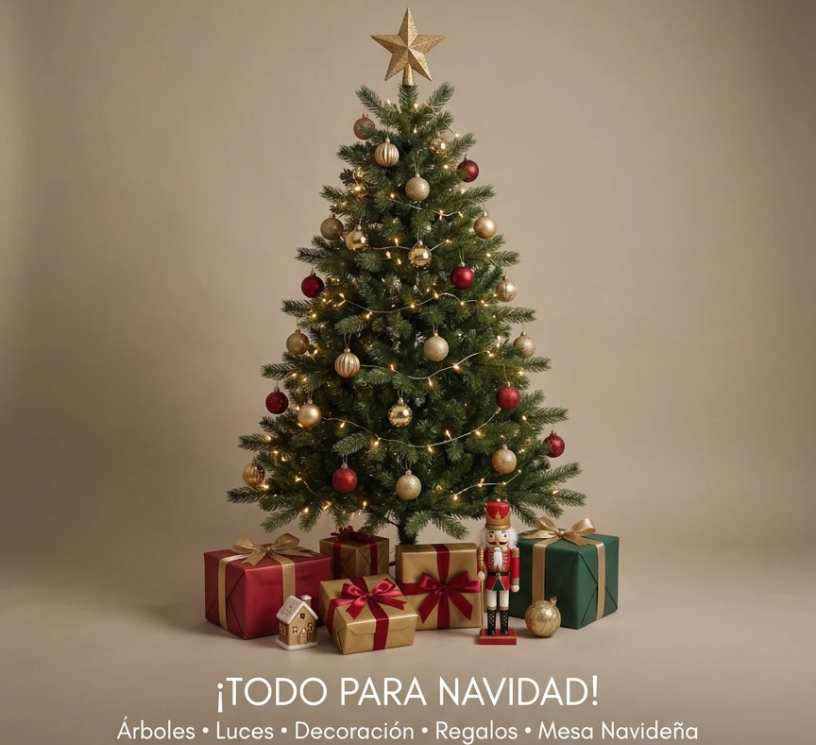 ¡TODO PARA NAVIDAD!
Árboles • Luces • Decoración • Regalos • Mesa Navideña